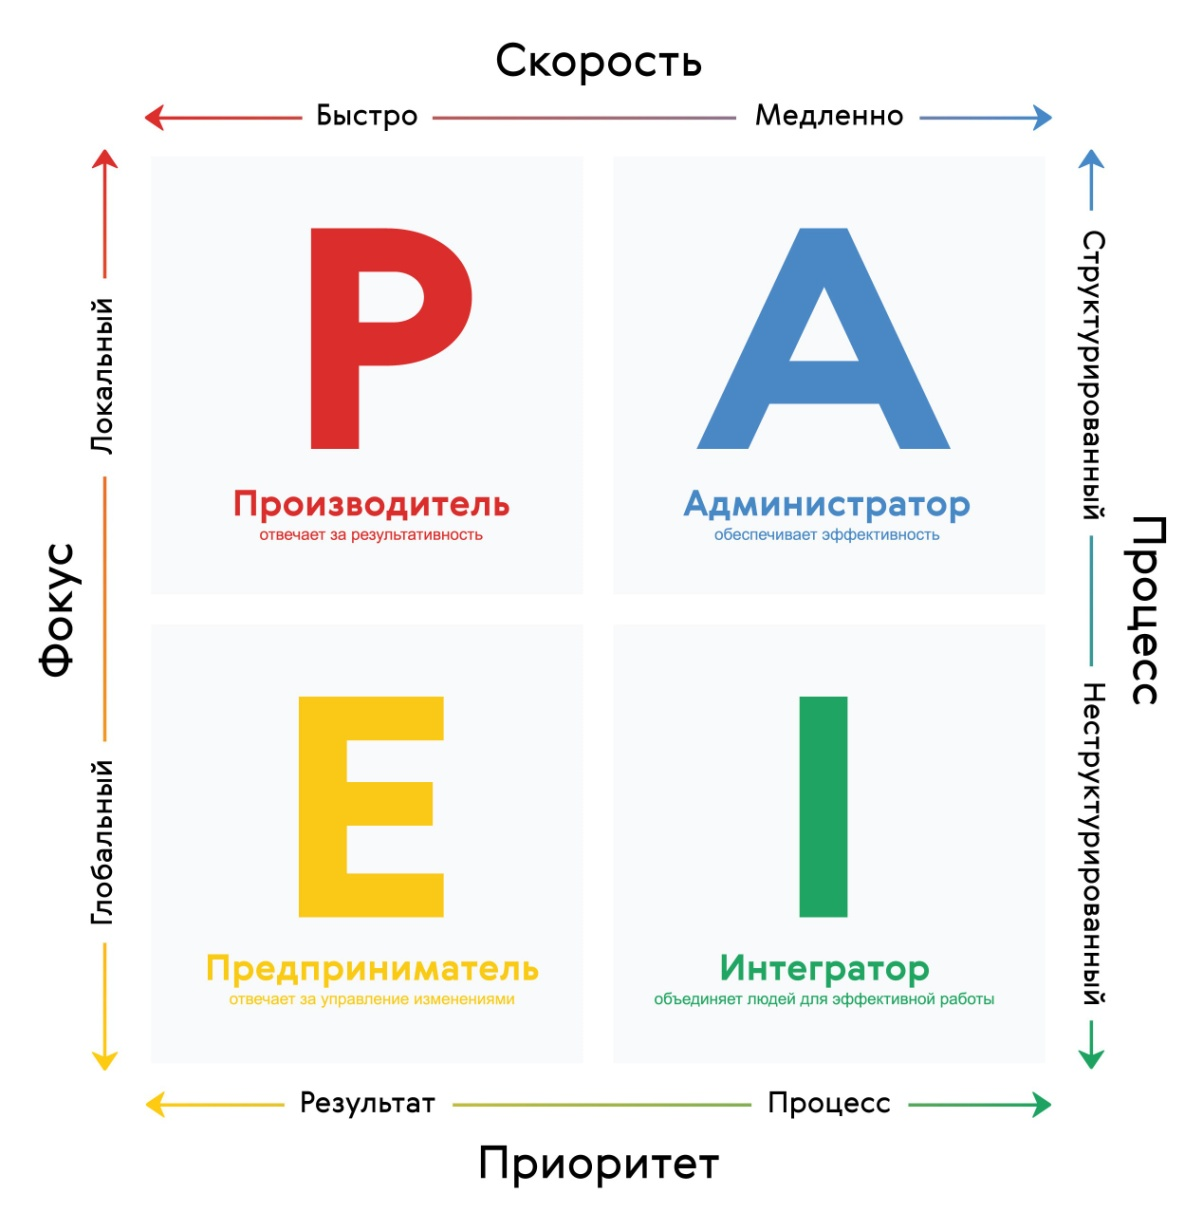 Скорость
Быстро
Медленно
Фокус
Локальный
Глобальный
P
Производитель
отвечает за результативность
A
Администратор
обеспечивает эффективность
E
Предприниматель
отвечает за управление изменениями
I
Интегратор
объединяет людей для эффективной работы
Процесс
Структурированный
Неструктурированный
Результат
Процесс
Приоритет